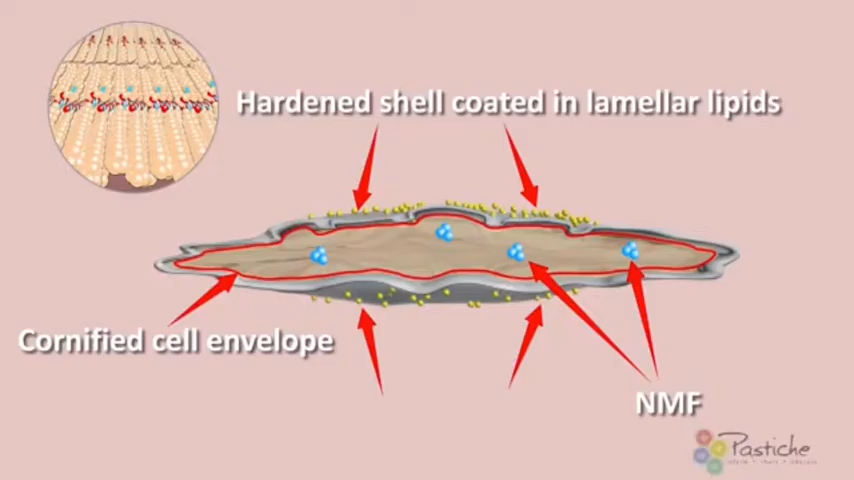 Hardened shell coated in lamellar lipids
Cornified cell envelope
NMF
Pastiche